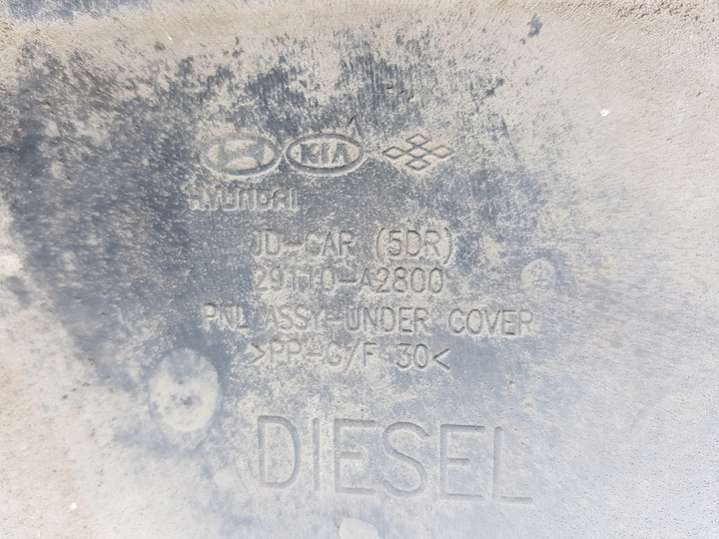 KIA
HYUNDAI
JD-CAR (5DR)
29110-A2800
PNL ASSY-UNDER COVER
>PP-G/F 30<
DIESEL